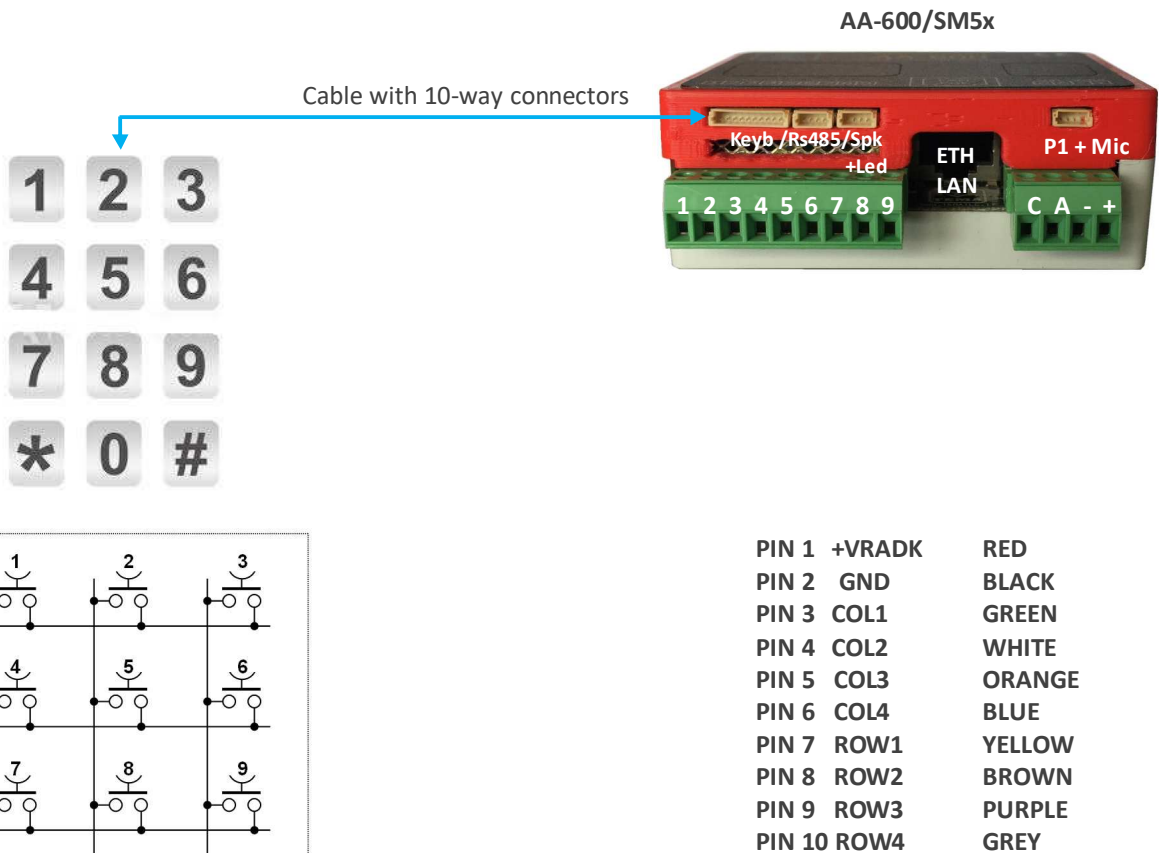 AA-600/SM5x
Cable with 10-way connectors
Keyb /Rs485/Spk
+Led
ETH
LAN
P1 + Mic
1 2 3 4 5 6 7 8 9
C A - +
1 2 3
4 5 6
7 8 9
* 0 #
1 2 3
4 5 6
7 8 9
PIN 1 +VRADK RED
PIN 2 GND BLACK
PIN 3 COL1 GREEN
PIN 4 COL2 WHITE
PIN 5 COL3 ORANGE
PIN 6 COL4 BLUE
PIN 7 ROW1 YELLOW
PIN 8 ROW2 BROWN
PIN 9 ROW3 PURPLE
PIN 10 ROW4 GREY